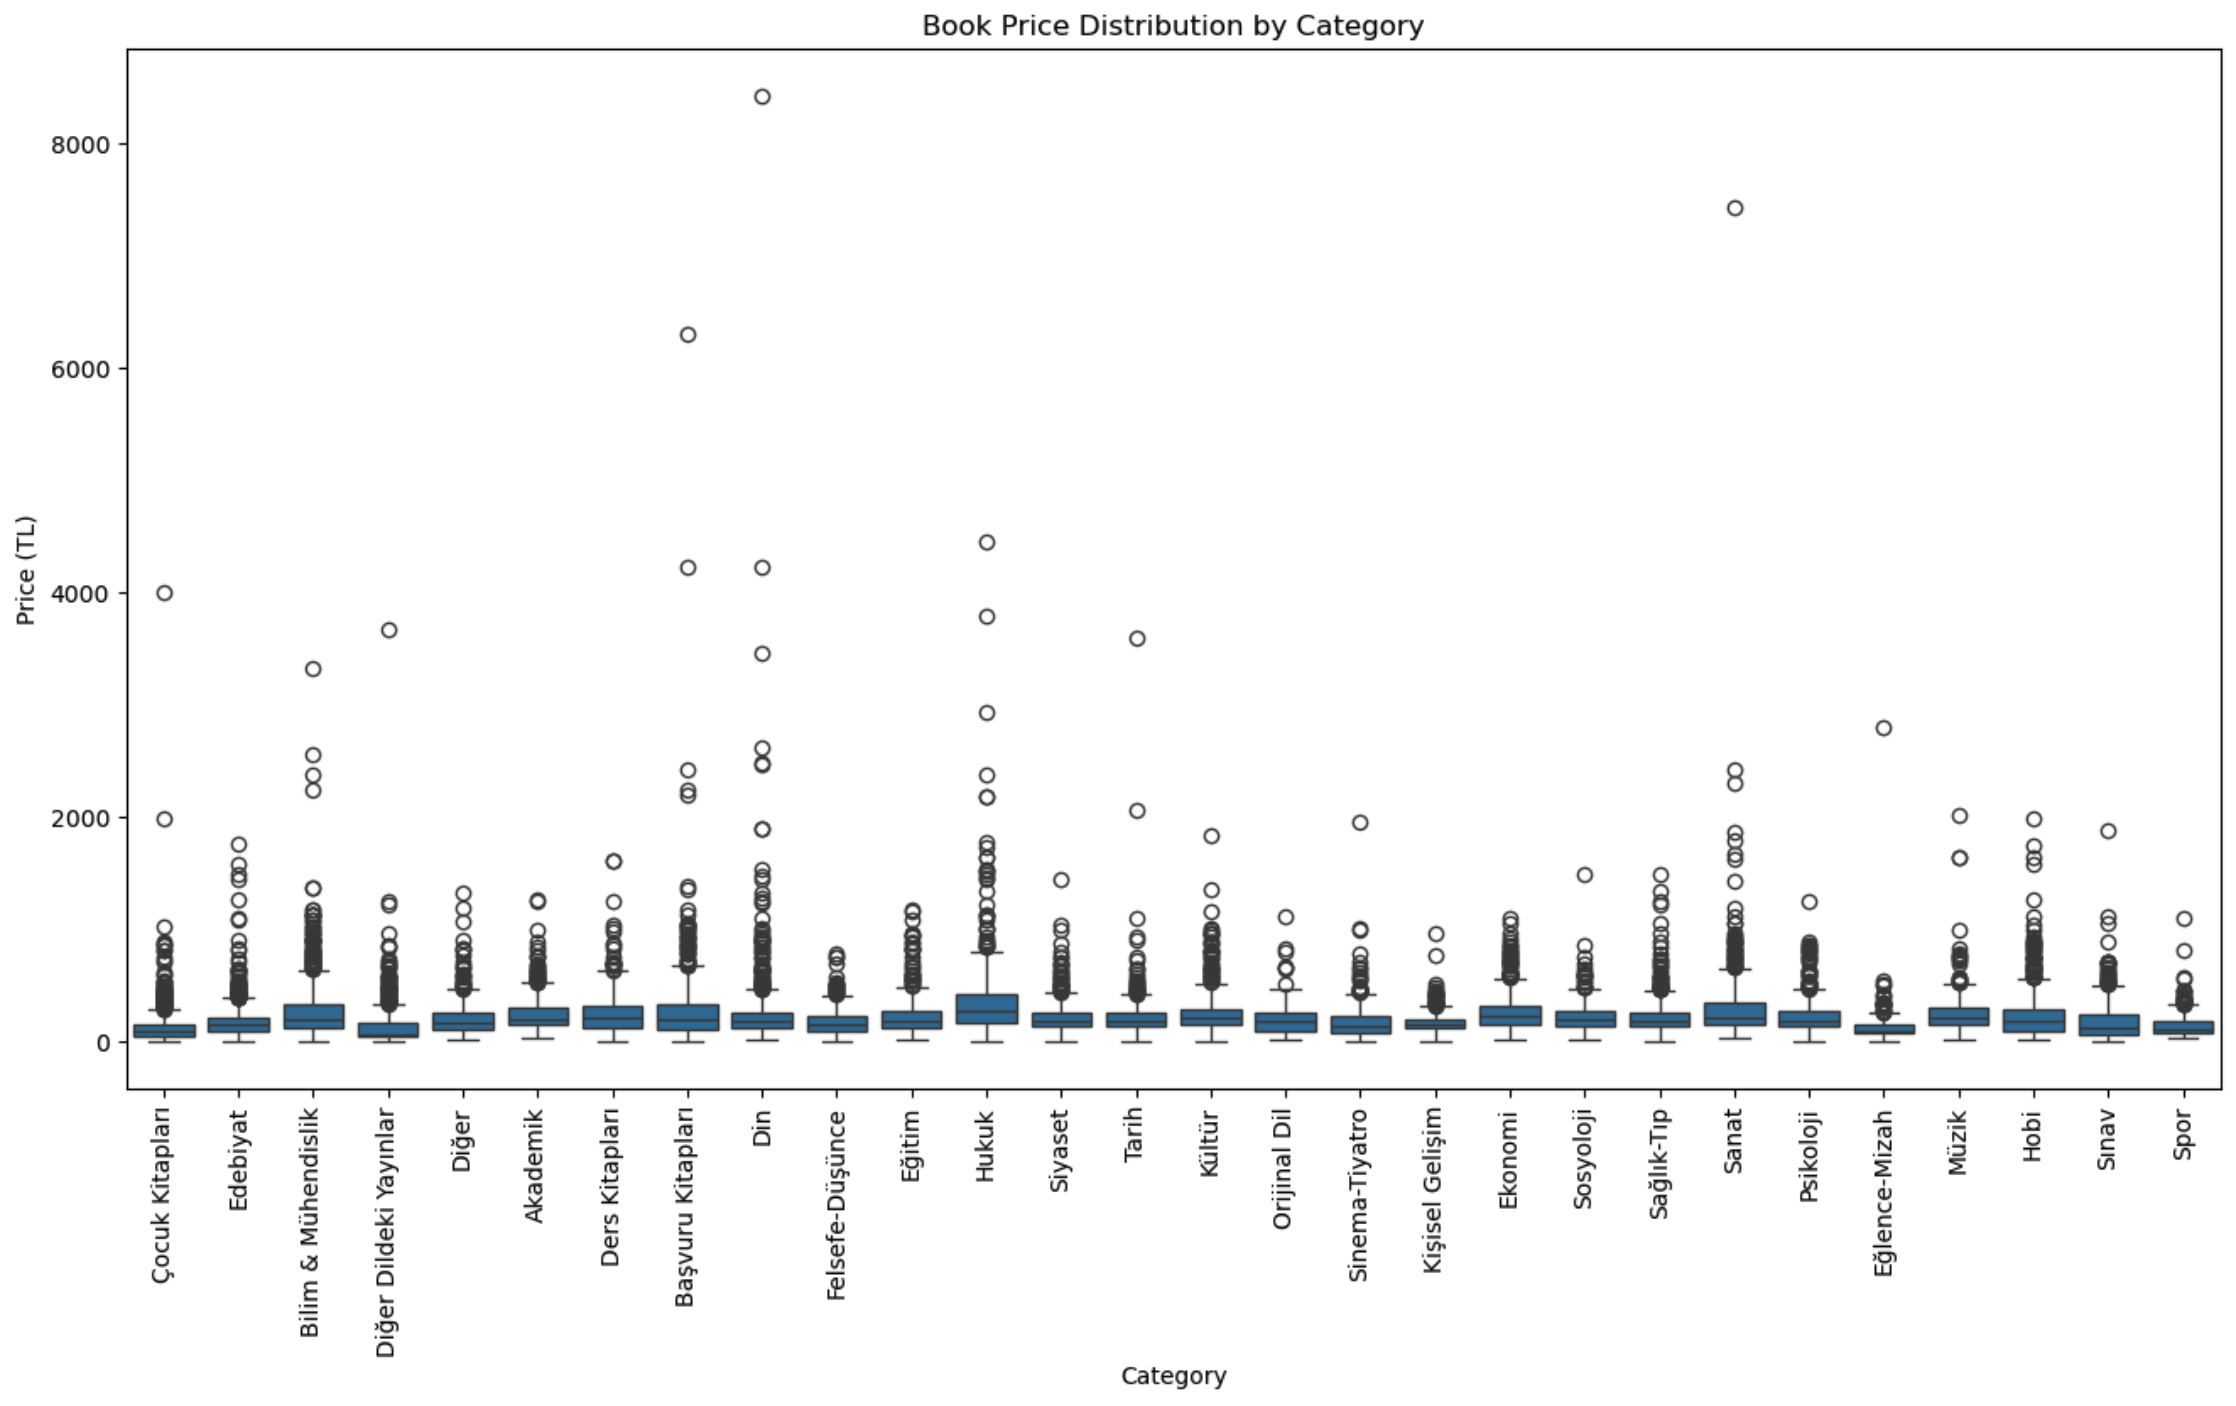 Book Price Distribution by Category
Price (TL)
8000
6000
4000
2000
0
Çocuk Kitapları
Edebiyat
Bilim & Mühendislik
Diğer Dildeki Yayınlar
Diğer
Akademik
Ders Kitapları
Başvuru Kitapları
Din
Felsefe-Düşünce
Eğitim
Hukuk
Siyaset
Tarih
Kültür
Orijinal Dil
Sinema-Tiyatro
Kişisel Gelişim
Ekonomi
Sosyoloji
Sağlık-Tıp
Sanat
Psikoloji
Eğlence-Mizah
Müzik
Hobi
Sınav
Spor
Category